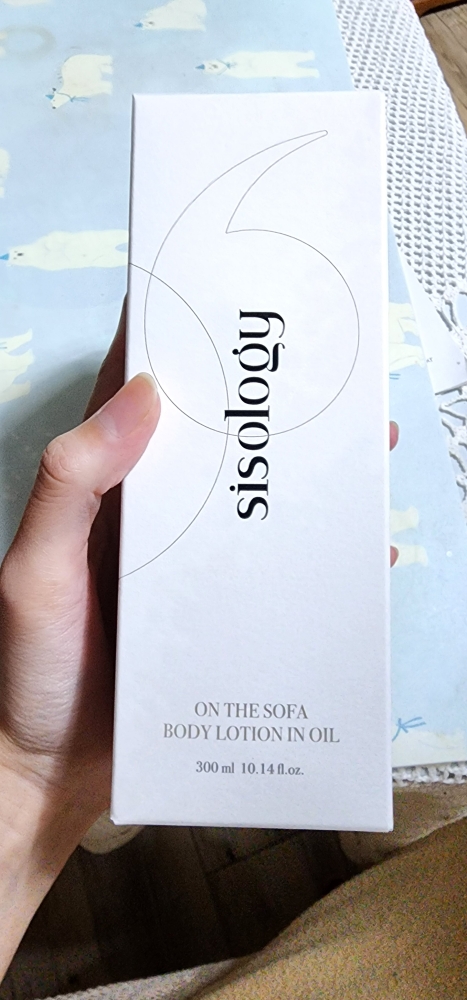 sisology
ON THE SOFA
BODY LOTION IN OIL
300 ml 10.14 fl.oz.